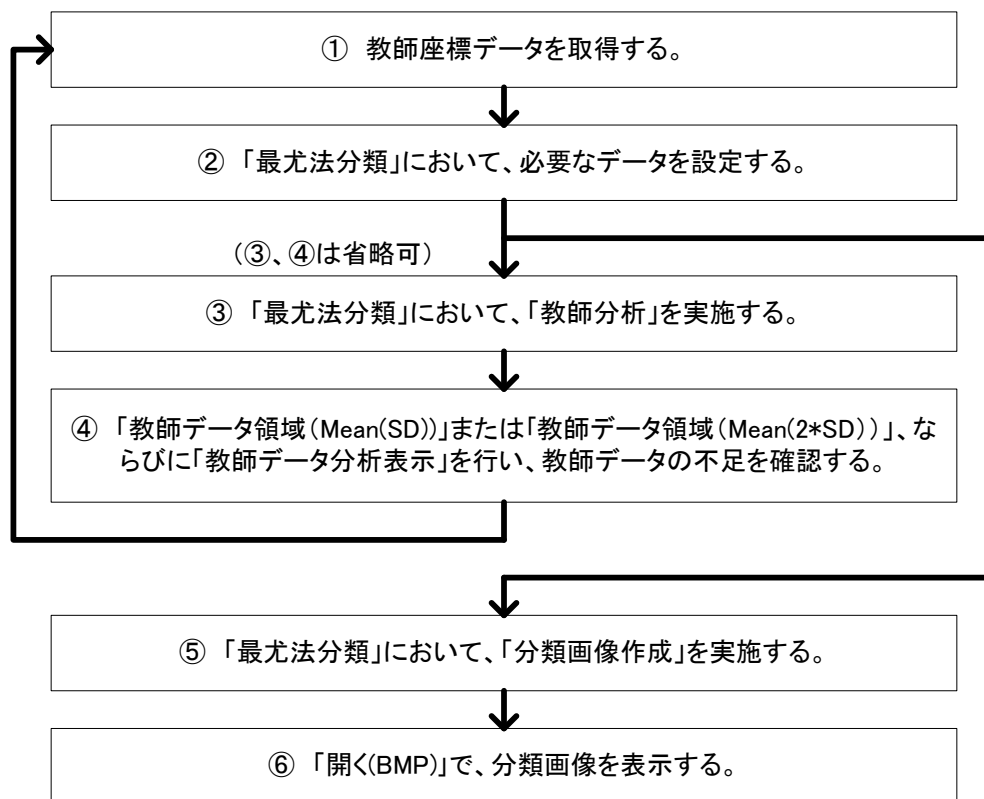 ① 教師座標データを取得する。
② 「最尤法分類」において、必要なデータを設定する。
(③、④は省略可)
③ 「最尤法分類」において、「教師分析」を実施する。
④ 「教師データ領域(Mean(SD))」または「教師データ領域(Mean(2*SD))」、な
らびに「教師データ分析表示」を行い、教師データの不足を確認する。
⑤ 「最尤法分類」において、「分類画像作成」を実施する。
⑥ 「開く(BMP)」で、分類画像を表示する。